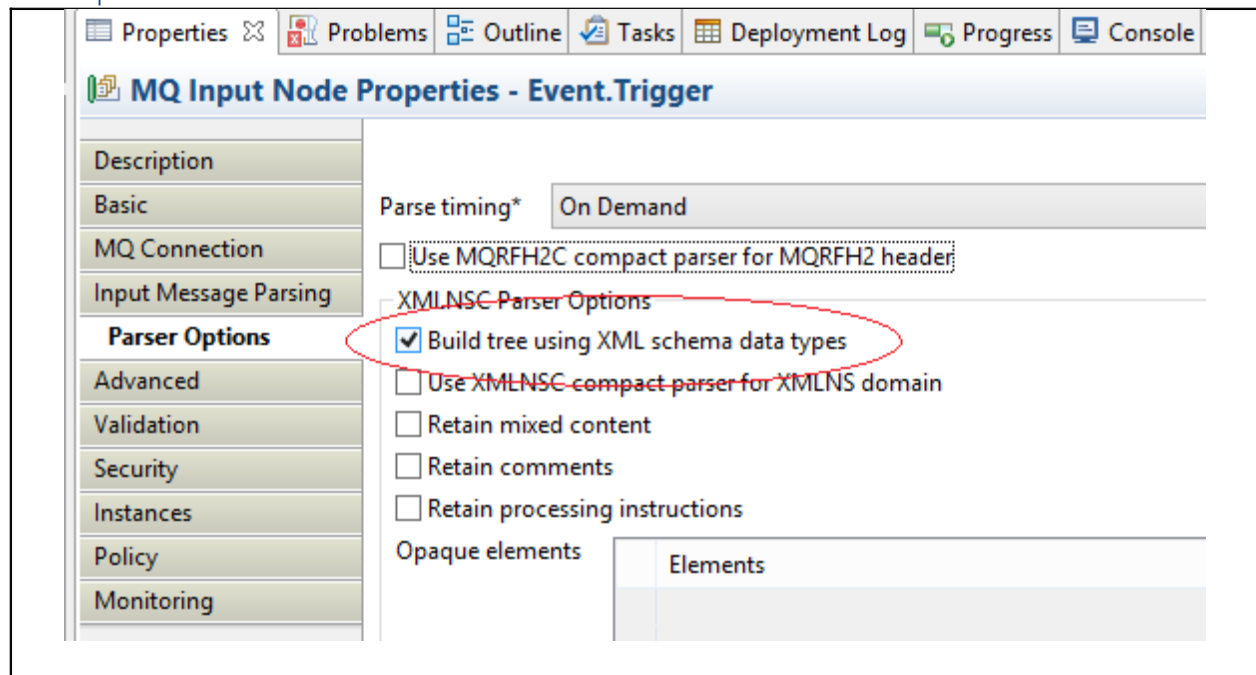 Properties Problems Outline Tasks Deployment Log Progress Console
MQ Input Node Properties - Event.Trigger
Description
Basic
MQ Connection
Input Message Parsing
Parser Options
Advanced
Validation
Security
Instances
Policy
Monitoring
Parse timing* On Demand
Use MQRFH2C compact parser for MQRFH2 header
XMLNSC Parser Options
Build tree using XML schema data types
Use XMLNSC compact parser for XMLNS domain
Retain mixed content
Retain comments
Retain processing instructions
Opaque elements
Elements